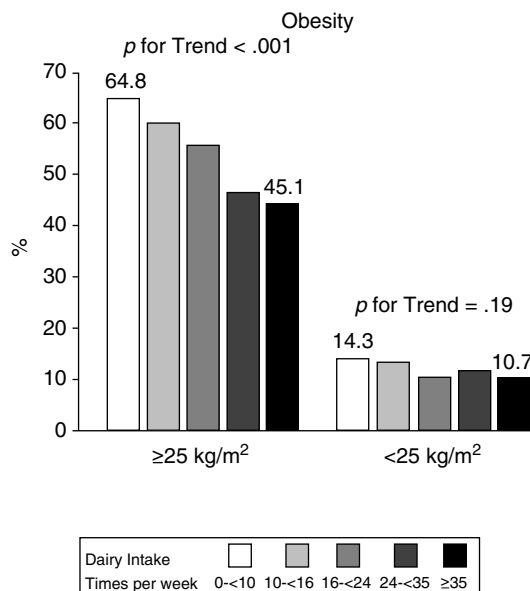 Obesity
p for Trend < .001
70
64.8
60
50
45.1
40
%
30
p for Trend = .19
20
14.3
10.7
10
0
≥25 kg/m²
<25 kg/m²
Dairy Intake
Times per week 0-<10 10-<16 16-<24 24-<35 ≥35